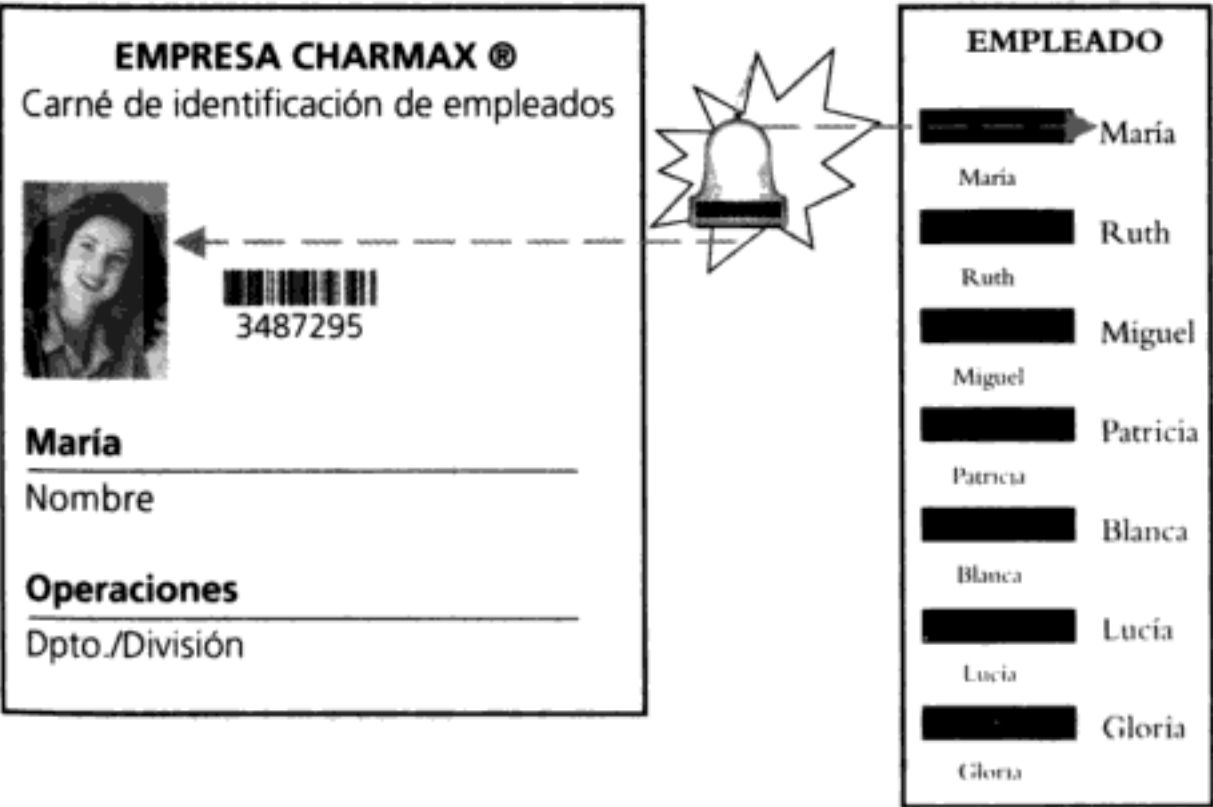 EMPRESA CHARMAX ®
Carné de identificación de empleados
3487295
María
Nombre
Operaciones
Dpto./División
EMPLEADO
María
María
Ruth
Ruth
Miguel
Miguel
Patricia
Patricia
Blanca
Blanca
Lucía
Lucía
Gloria
Gloria